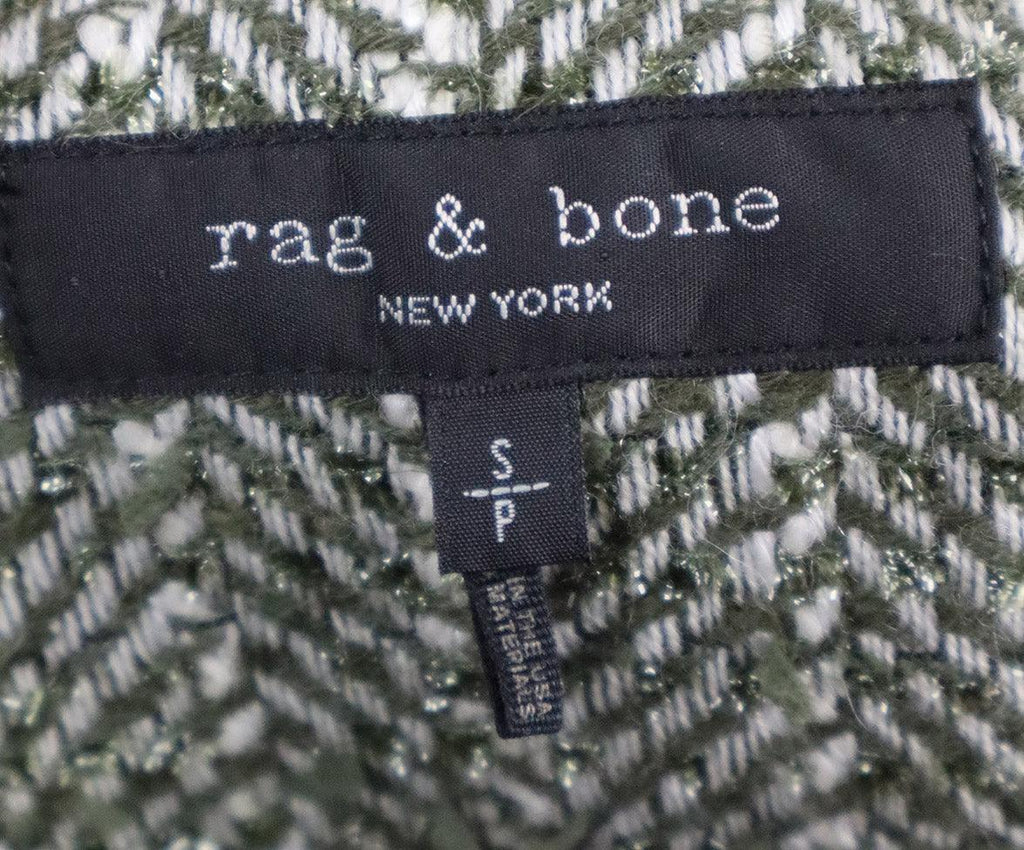 rag & bone
NEW YORK
S
P
IN THE USA
MATERIALS